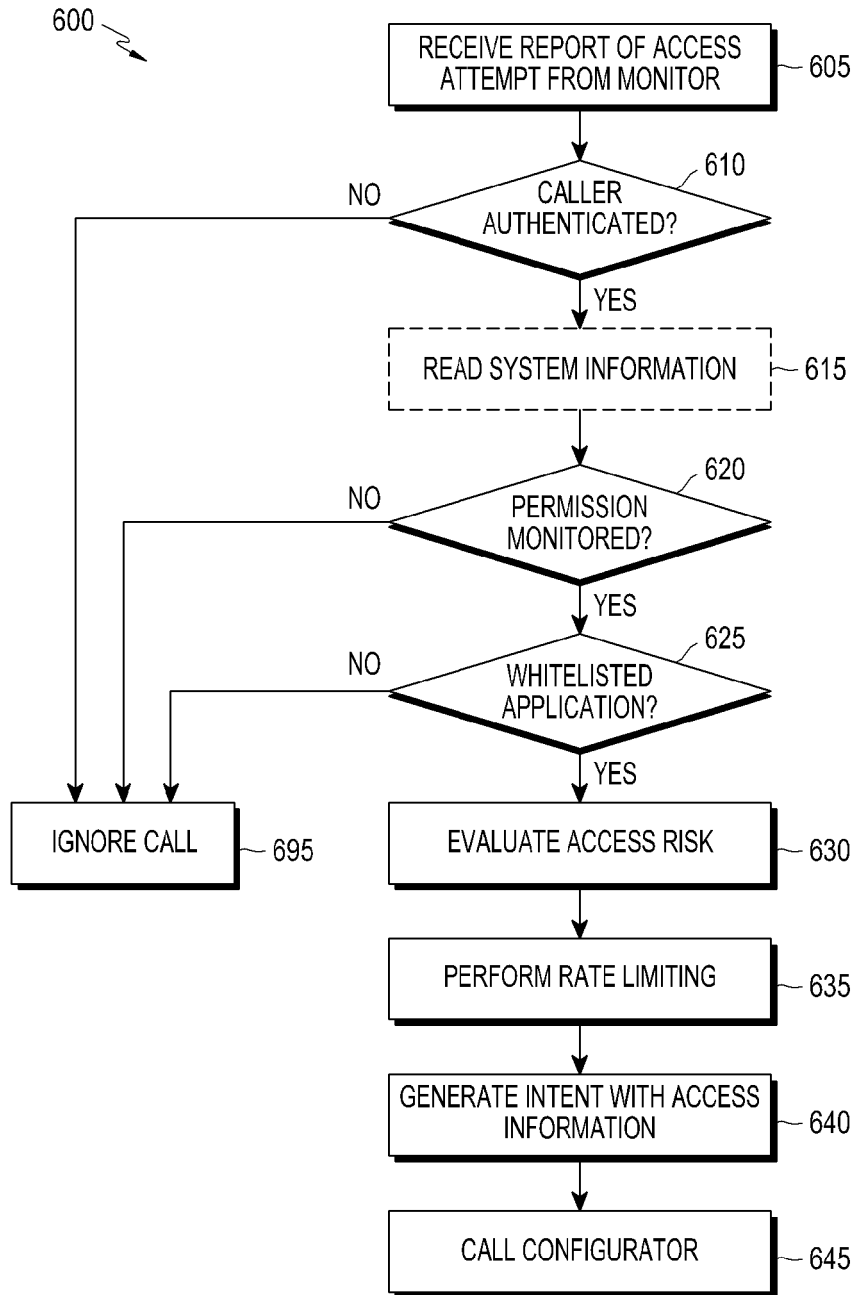 600
RECEIVE REPORT OF ACCESS
ATTEMPT FROM MONITOR
605
610
NO
CALLER
AUTHENTICATED?
YES
READ SYSTEM INFORMATION
615
620
NO
PERMISSION
MONITORED?
YES
625
NO
WHITELISTED
APPLICATION?
YES
IGNORE CALL
695
EVALUATE ACCESS RISK
630
PERFORM RATE LIMITING
635
GENERATE INTENT WITH ACCESS
INFORMATION
640
CALL CONFIGURATOR
645